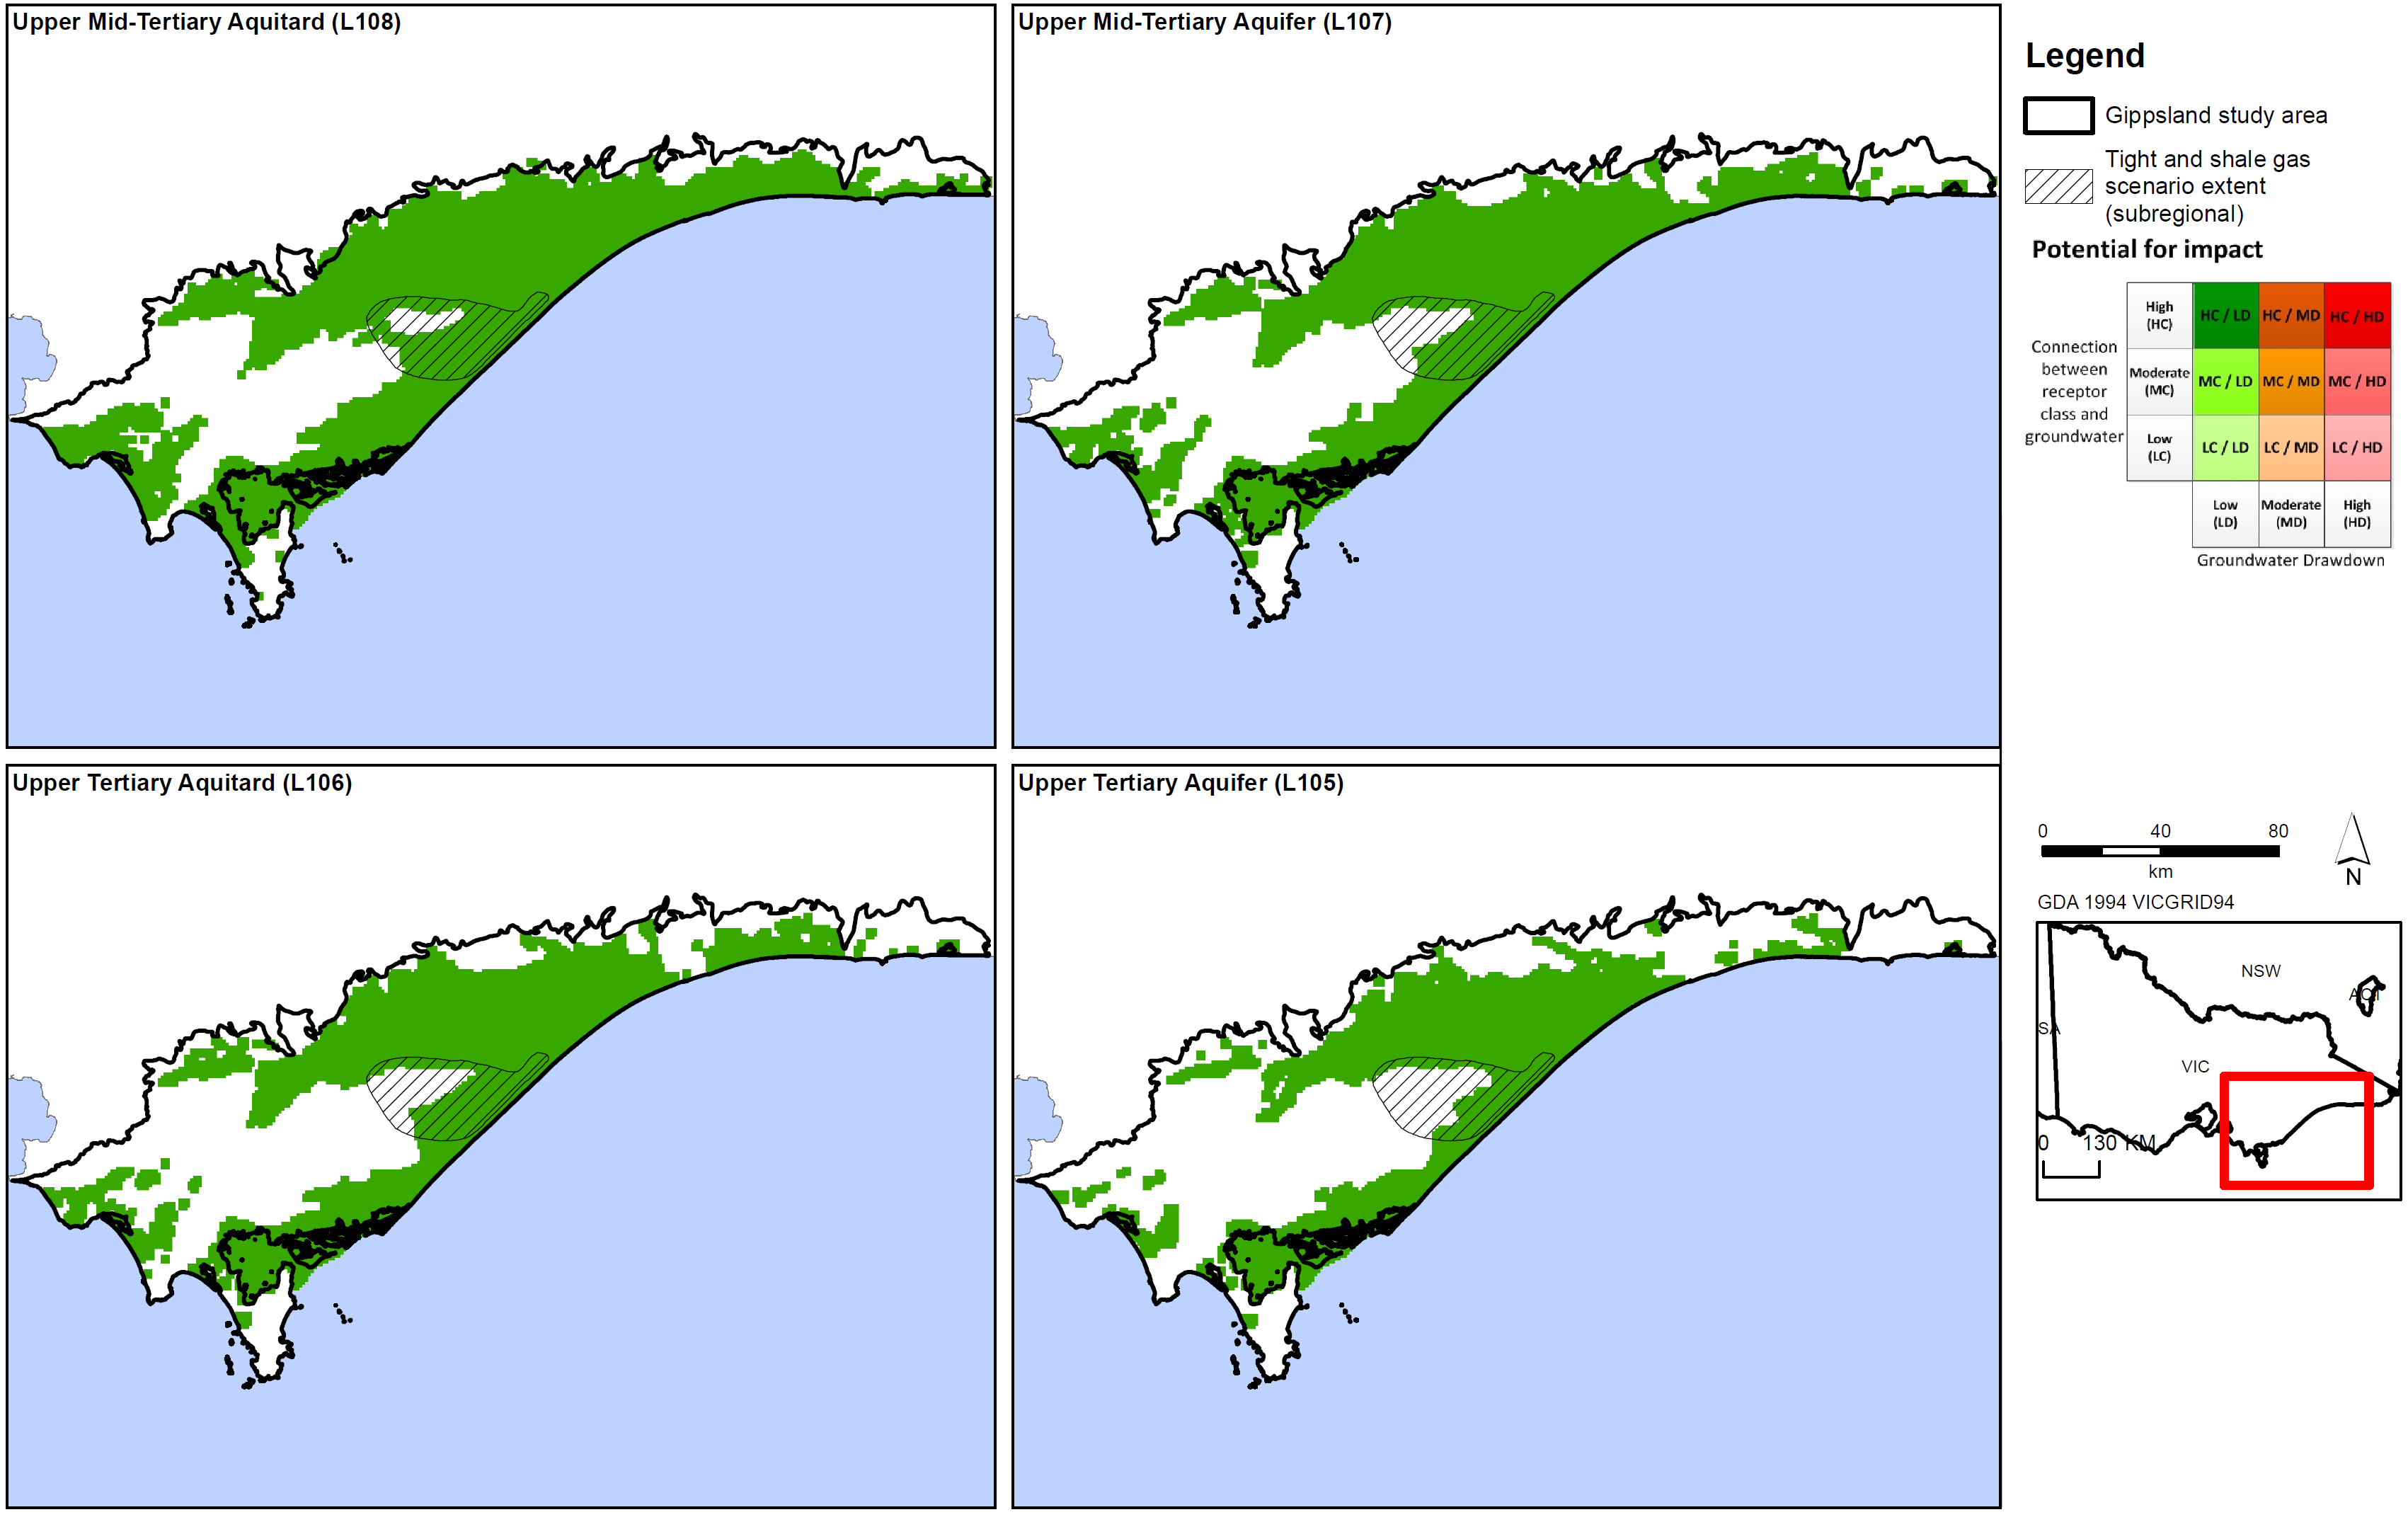 Upper Mid-Tertiary Aquitard (L108)
Upper Mid-Tertiary Aquifer (L107)
Upper Tertiary Aquitard (L106)
Upper Tertiary Aquifer (L105)
Legend
Gippsland study area
Tight and shale gas
scenario extent
(subregional)
Potential for impact
Connection
between
receptor
class and
groundwater
High
(HC)
HC / LD
HC / MD
HC / HD
Moderate
(MC)
MC / LD
MC / MD
MC / HD
Low
(LC)
LC / LD
LC / MD
LC / HD
Low
(LD)
Moderate
(MD)
High
(HD)
Groundwater Drawdown
0 40 80
km
N
GDA 1994 VICGRID94
NSW
ACT
SA
VIC
0 130 KM